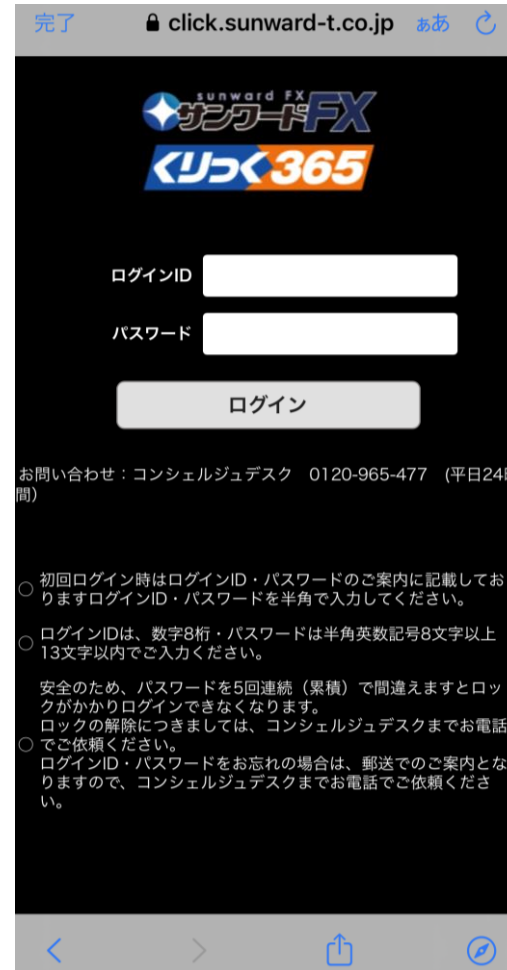 完了 click.sunward-t.co.jp ぁあ
sunward FX
サンワードFX
くりっく365
ログインID
パスワード
ログイン
お問い合わせ：コンシェルジュデスク 0120-965-477 (平日24時
間)
初回ログイン時はログインID・パスワードのご案内に記載してお
りますログインID・パスワードを半角で入力してください。
ログインIDは、数字8桁・パスワードは半角英数記号8文字以上
13文字以内でご入力ください。
安全のため、パスワードを5回連続（累積）で間違えますとロッ
クがかかりログインできなくなります。
ロックの解除につきましては、コンシェルジュデスクまでお電話
でご依頼ください。
ログインID・パスワードをお忘れの場合は、郵送でのご案内とな
りますので、コンシェルジュデスクまでお電話でご依頼くださ
い。